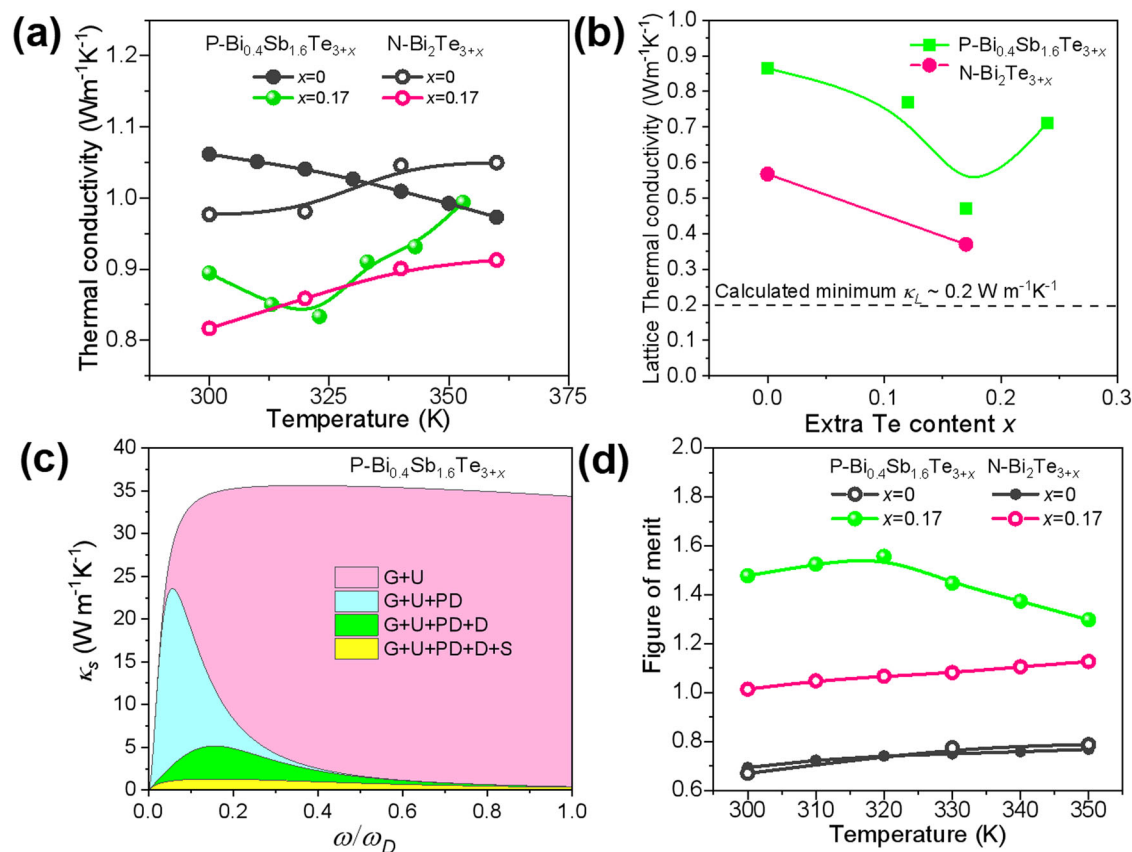 (a)
Thermal conductivity (Wm⁻¹K⁻¹)
1.2
1.1
1.0
0.9
0.8
P-Bi₀.₄Sb₁.₆Te₃₊ₓ N-Bi₂Te₃₊ₓ
x=0 x=0
x=0.17 x=0.17
300 325 350 375
Temperature (K)
(b)
Lattice Thermal conductivity (Wm⁻¹K⁻¹)
1.0
0.9
0.8
0.7
0.6
0.5
0.4
0.3
0.2
0.1
0.0
P-Bi₀.₄Sb₁.₆Te₃₊ₓ
N-Bi₂Te₃₊ₓ
Calculated minimum κ_L ~ 0.2 W m⁻¹K⁻¹
0.0 0.1 0.2 0.3
Extra Te content x
(c)
κₛ (W m⁻¹K⁻¹)
40
35
30
25
20
15
10
5
0
P-Bi₀.₄Sb₁.₆Te₃₊ₓ
G+U
G+U+PD
G+U+PD+D
G+U+PD+D+S
0.0 0.2 0.4 0.6 0.8 1.0
ω/ω_D
(d)
Figure of merit
2.0
1.8
1.6
1.4
1.2
1.0
0.8
0.6
P-Bi₀.₄Sb₁.₆Te₃₊ₓ N-Bi₂Te₃₊ₓ
x=0 x=0
x=0.17 x=0.17
300 310 320 330 340 350
Temperature (K)